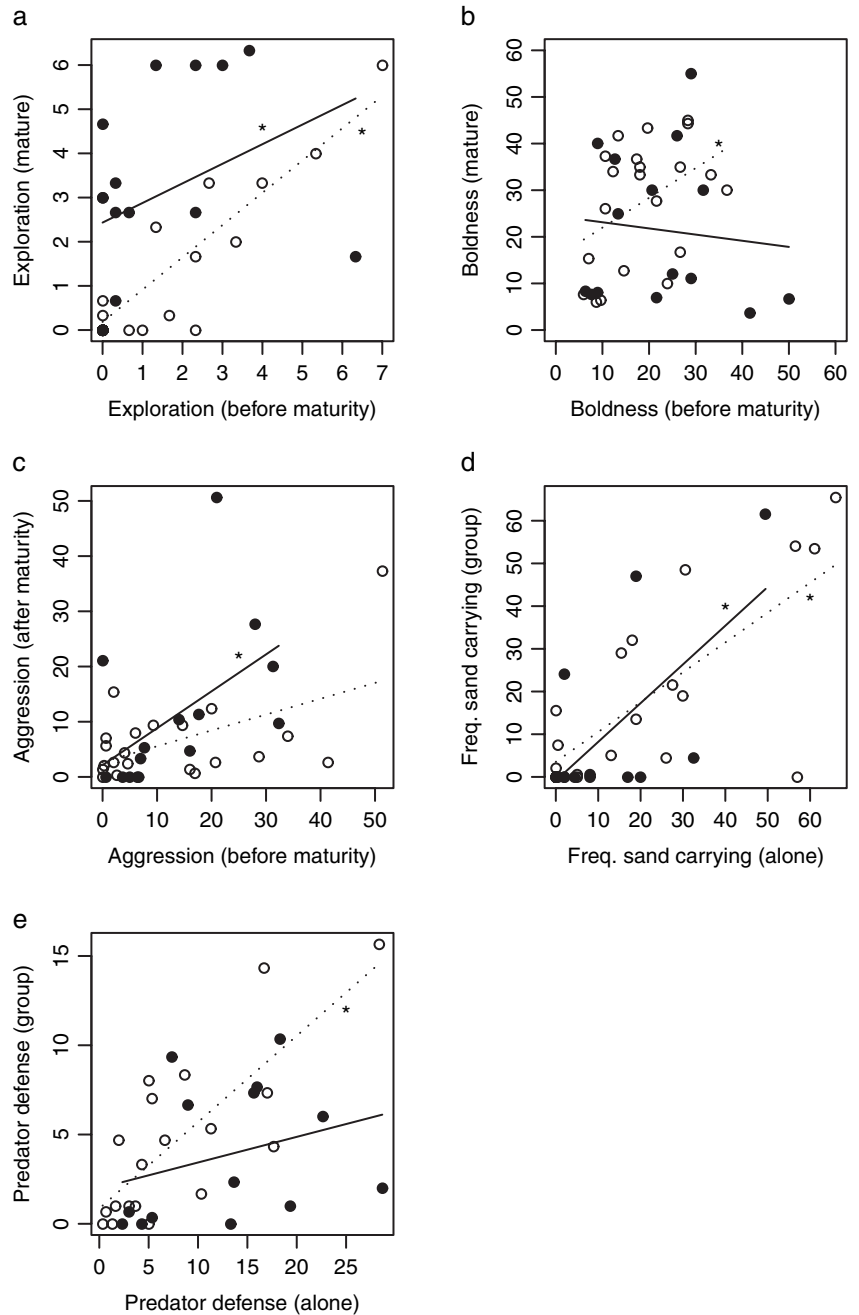 a
6
5
4
3
2
1
0
Exploration (mature)
*
*
0 1 2 3 4 5 6 7
Exploration (before maturity)
b
60
50
40
30
20
10
0
Boldness (mature)
*
0 10 20 30 40 50 60
Boldness (before maturity)
c
50
40
30
20
10
0
Aggression (after maturity)
*
0 10 20 30 40 50
Aggression (before maturity)
d
60
50
40
30
20
10
0
Freq. sand carrying (group)
*
*
0 10 20 30 40 50 60
Freq. sand carrying (alone)
e
15
10
5
0
Predator defense (group)
*
0 5 10 15 20 25
Predator defense (alone)